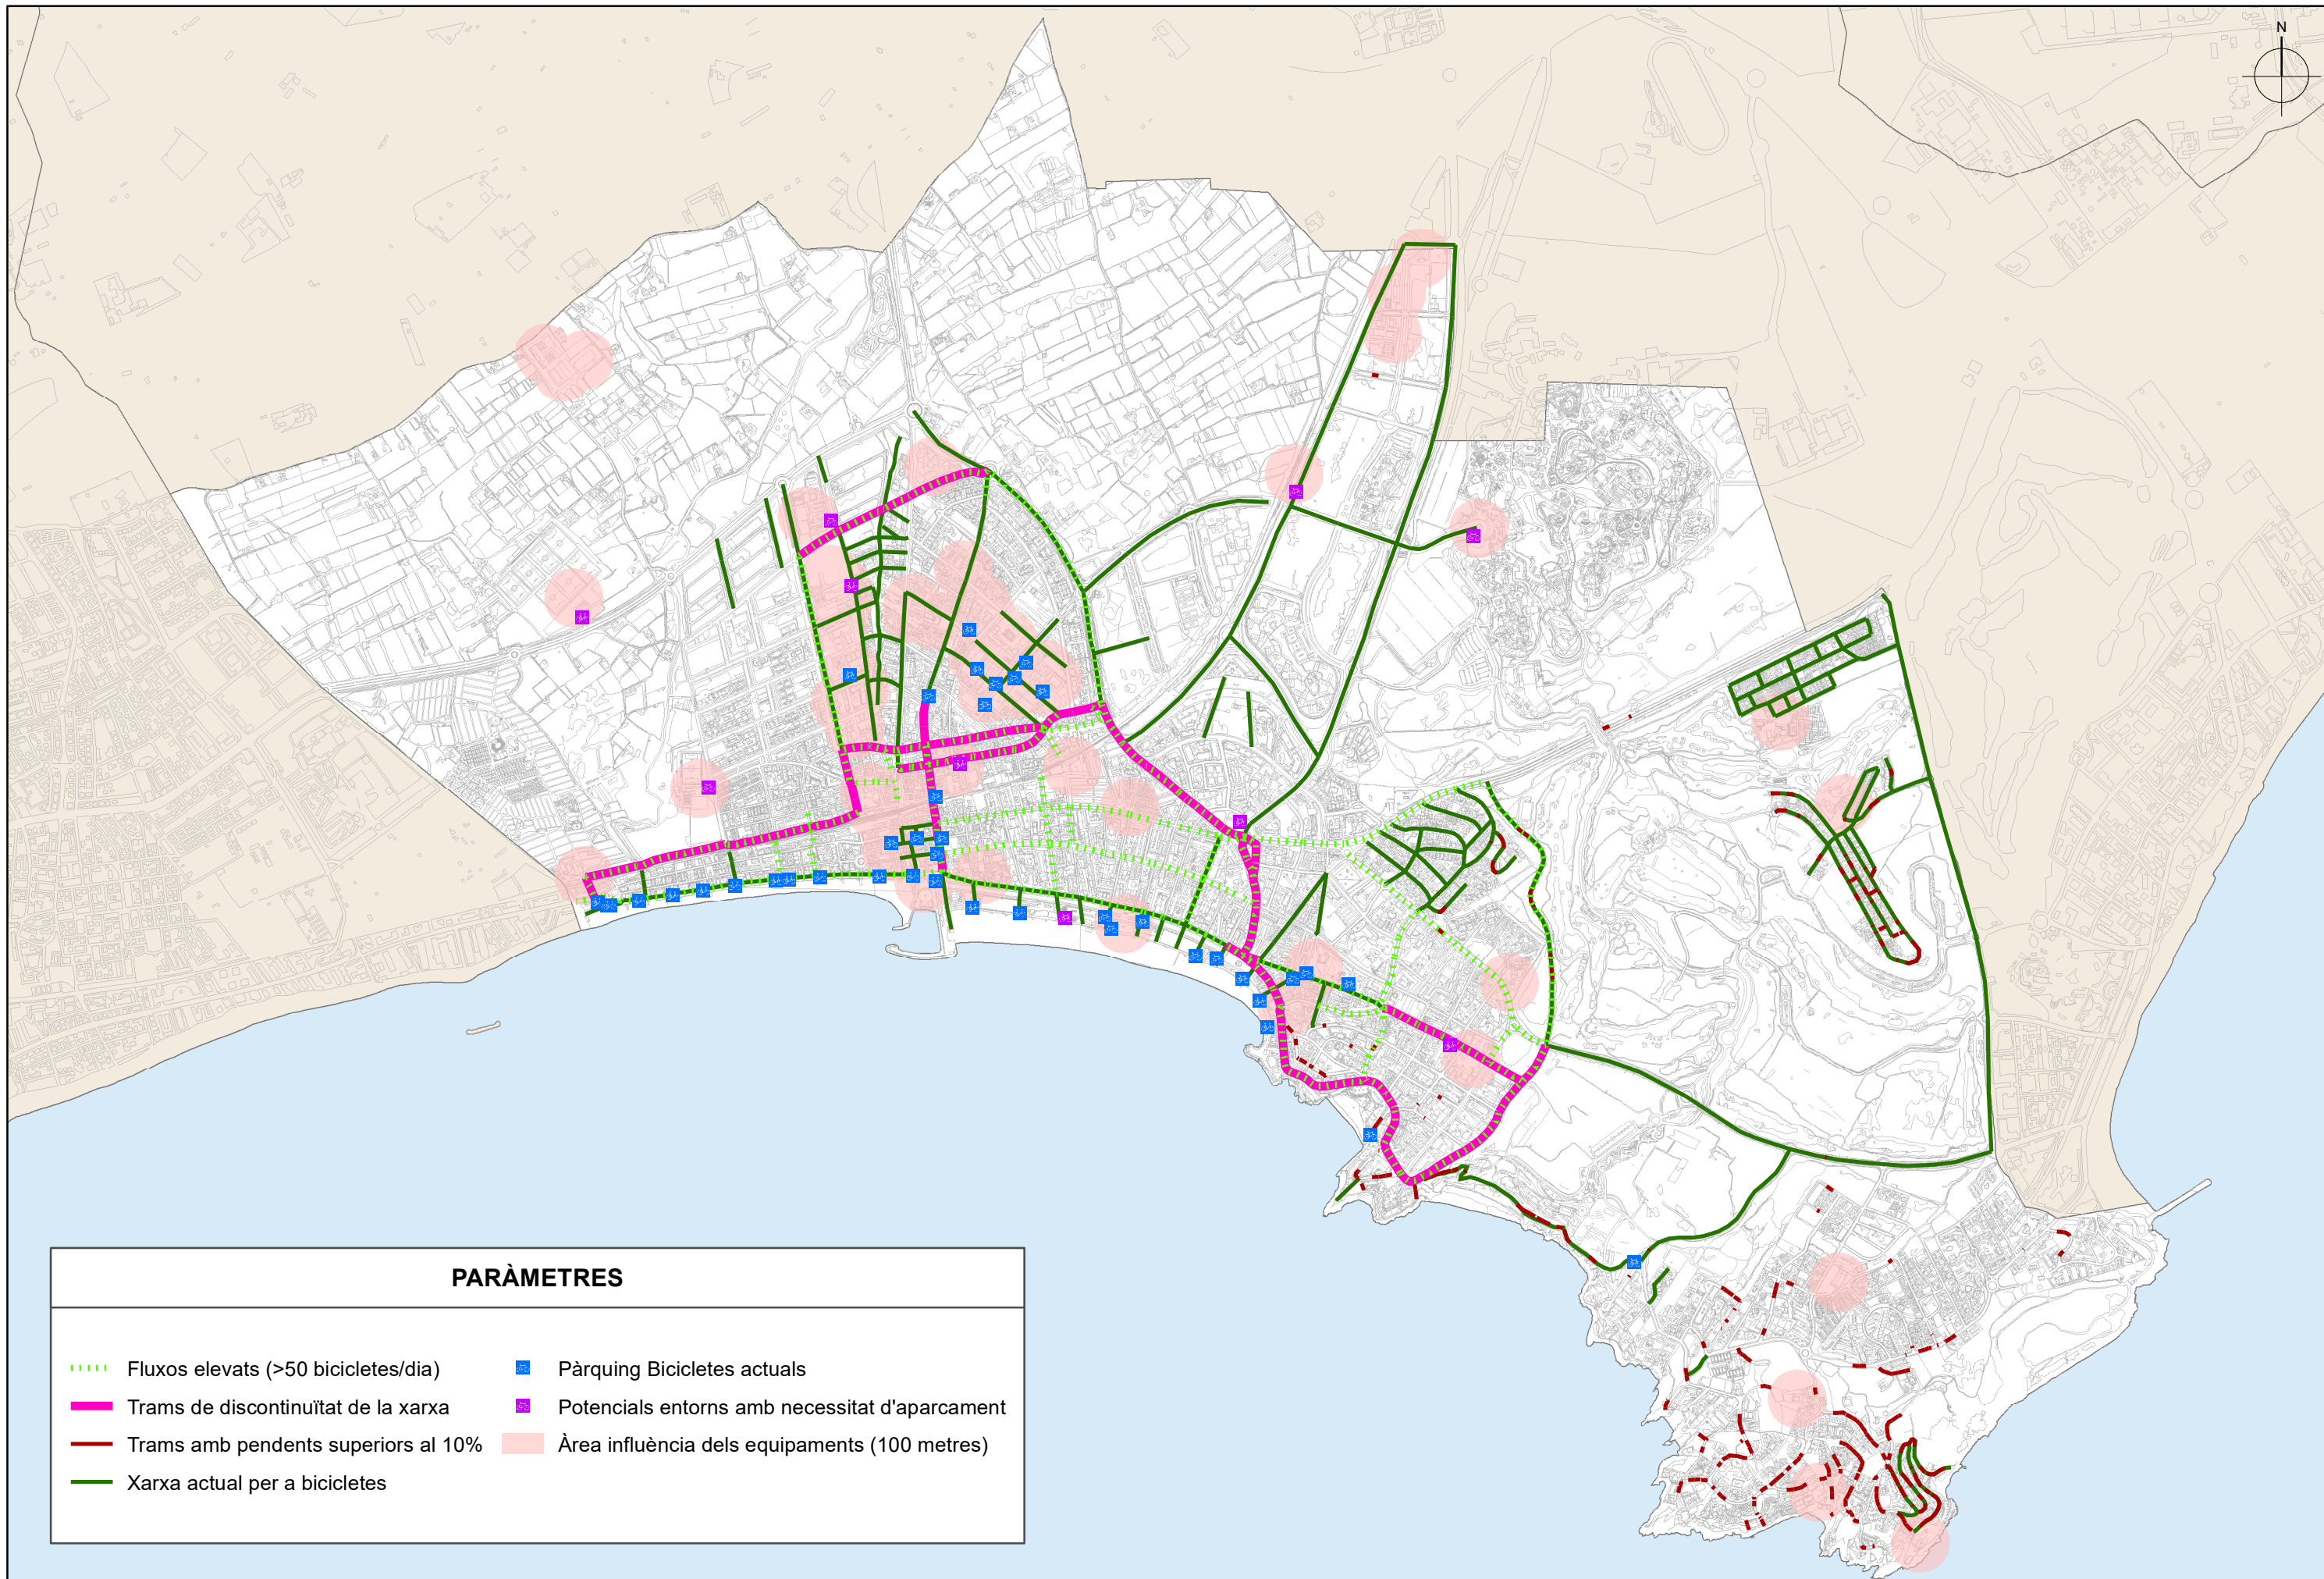 N
PARÀMETRES
Fluxos elevats (>50 bicicletes/dia)
Trams de discontinuïtat de la xarxa
Trams amb pendents superiors al 10%
Xarxa actual per a bicicletes
Pàrquing Bicicletes actuals
Potencials entorns amb necessitat d'aparcament
Àrea influència dels equipaments (100 metres)